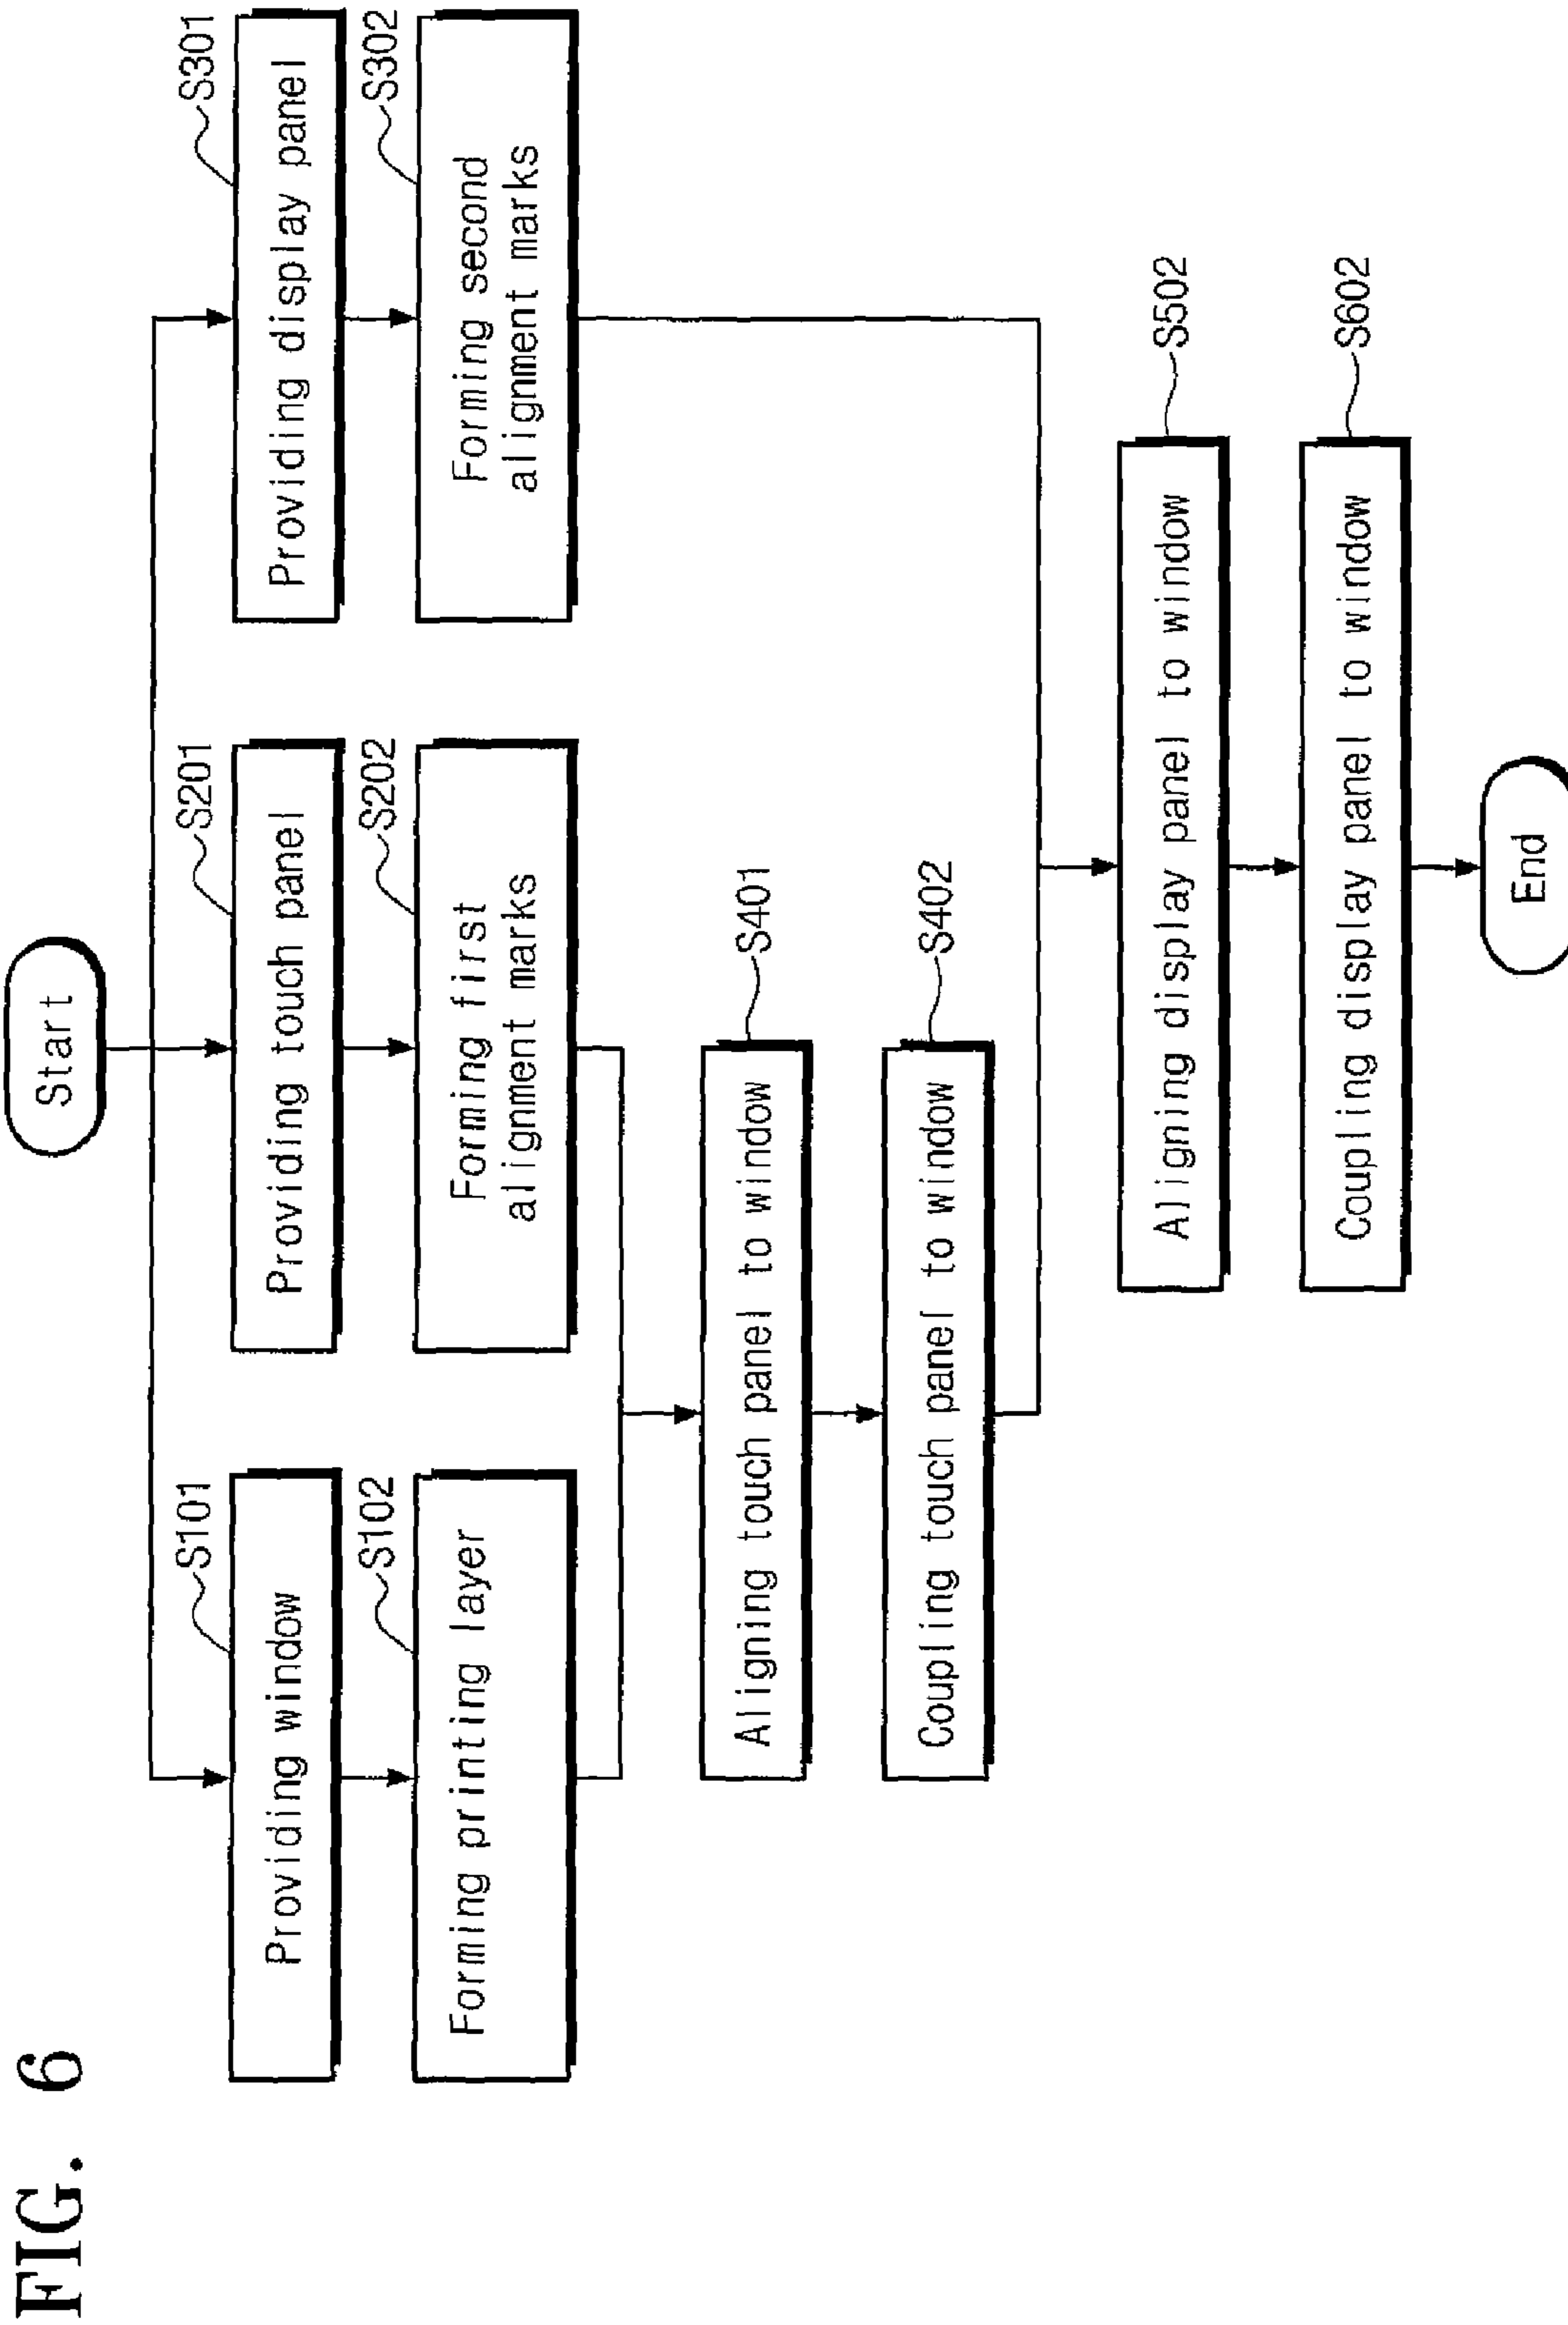 FIG. 6
Start
S101
Providing window
S102
Forming printing layer
S201
Providing touch panel
S202
Forming first
alignment marks
S301
Providing display panel
S302
Forming second
alignment marks
S401
Aligning touch panel to window
S402
Coupling touch panel to window
S502
Aligning display panel to window
S602
Coupling display panel to window
End